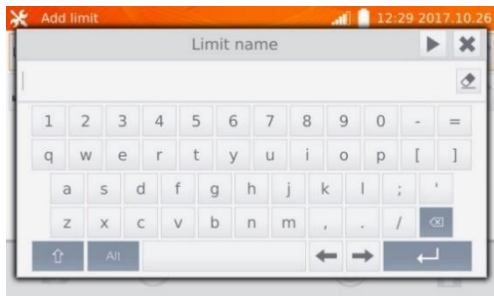 Add limit 12:29 2017.10.26
Limit name
1 2 3 4 5 6 7 8 9 0 - =
q w e r t y u i o p [ ]
a s d f g h j k l ; '
z x c v b n m , . /
Alt